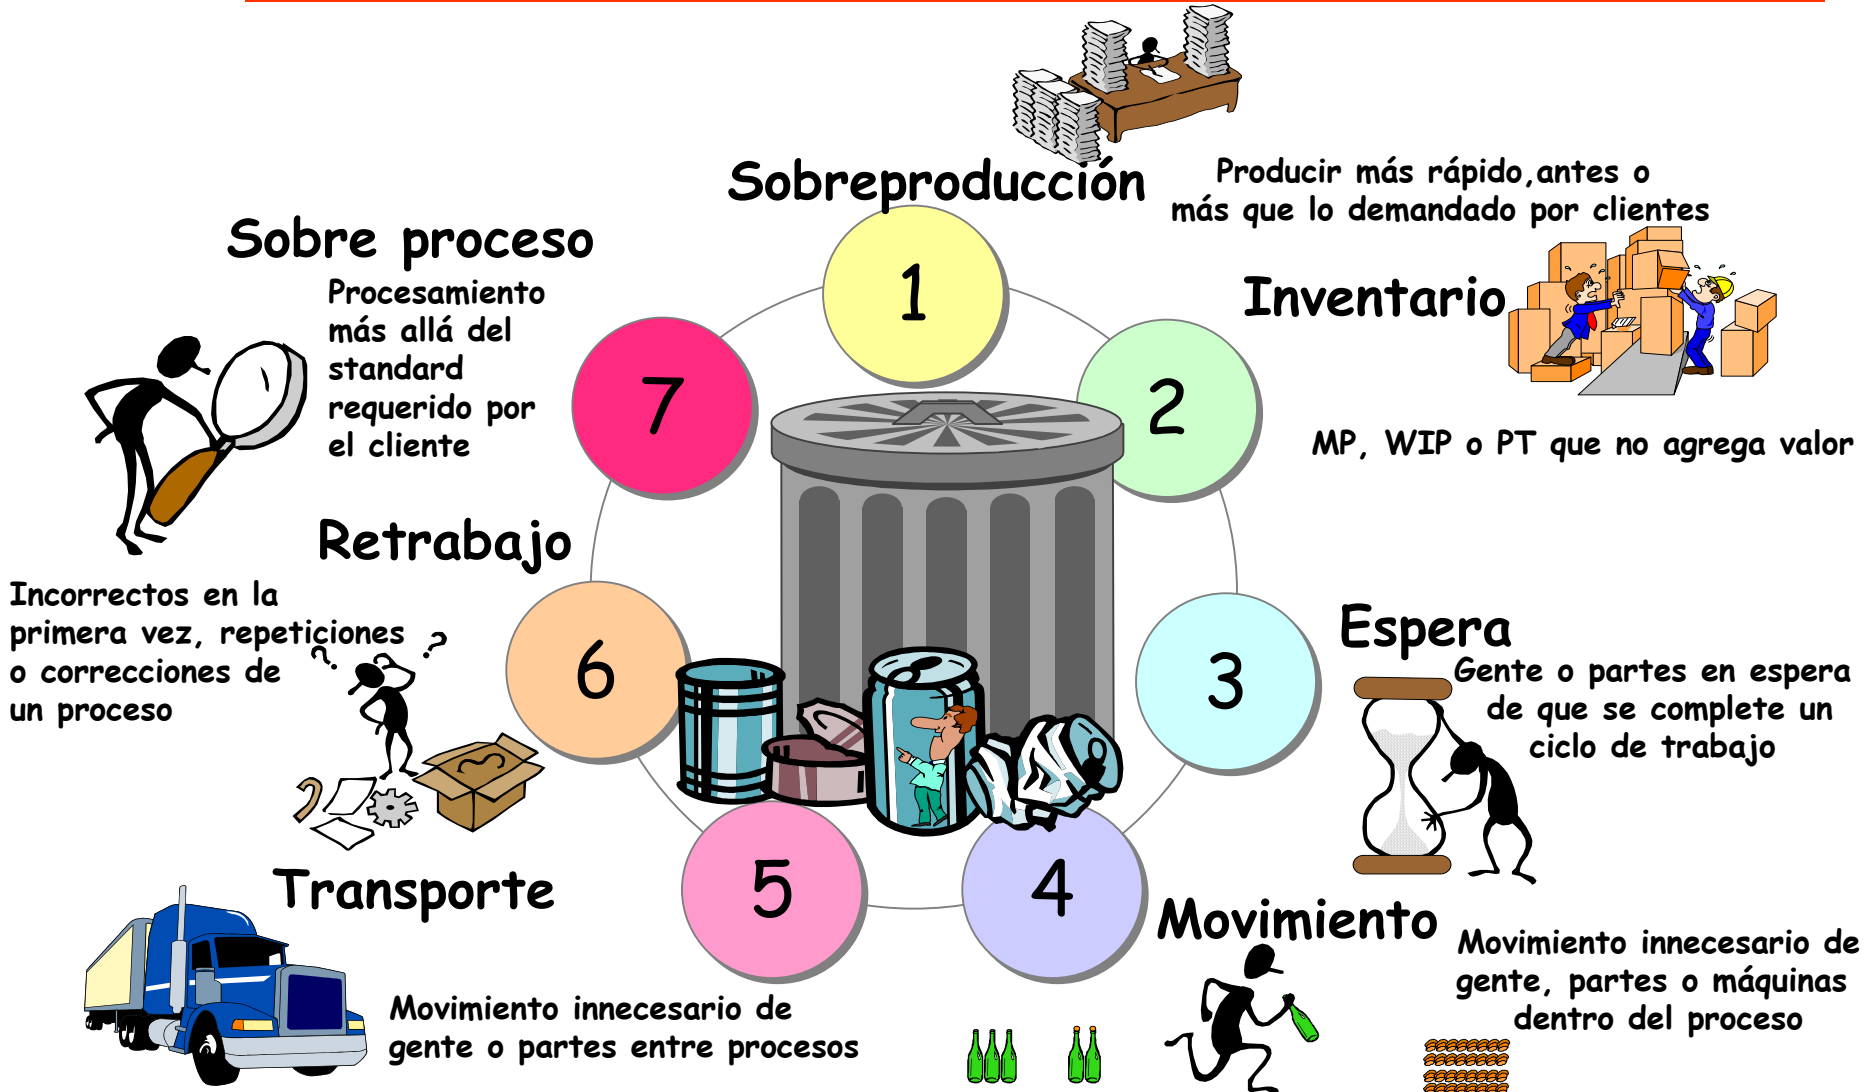 Sobreproducción
Producir más rápido,antes o
más que lo demandado por clientes
1
Inventario
2
MP, WIP o PT que no agrega valor
Espera
3
Gente o partes en espera
de que se complete un
ciclo de trabajo
Movimiento
4
Movimiento innecesario de
gente, partes o máquinas
dentro del proceso
Transporte
5
Movimiento innecesario de
gente o partes entre procesos
Retrabajo
6
Incorrectos en la
primera vez, repeticiones
o correcciones de
un proceso
? ?
Sobre proceso
7
Procesamiento
más allá del
standard
requerido por
el cliente